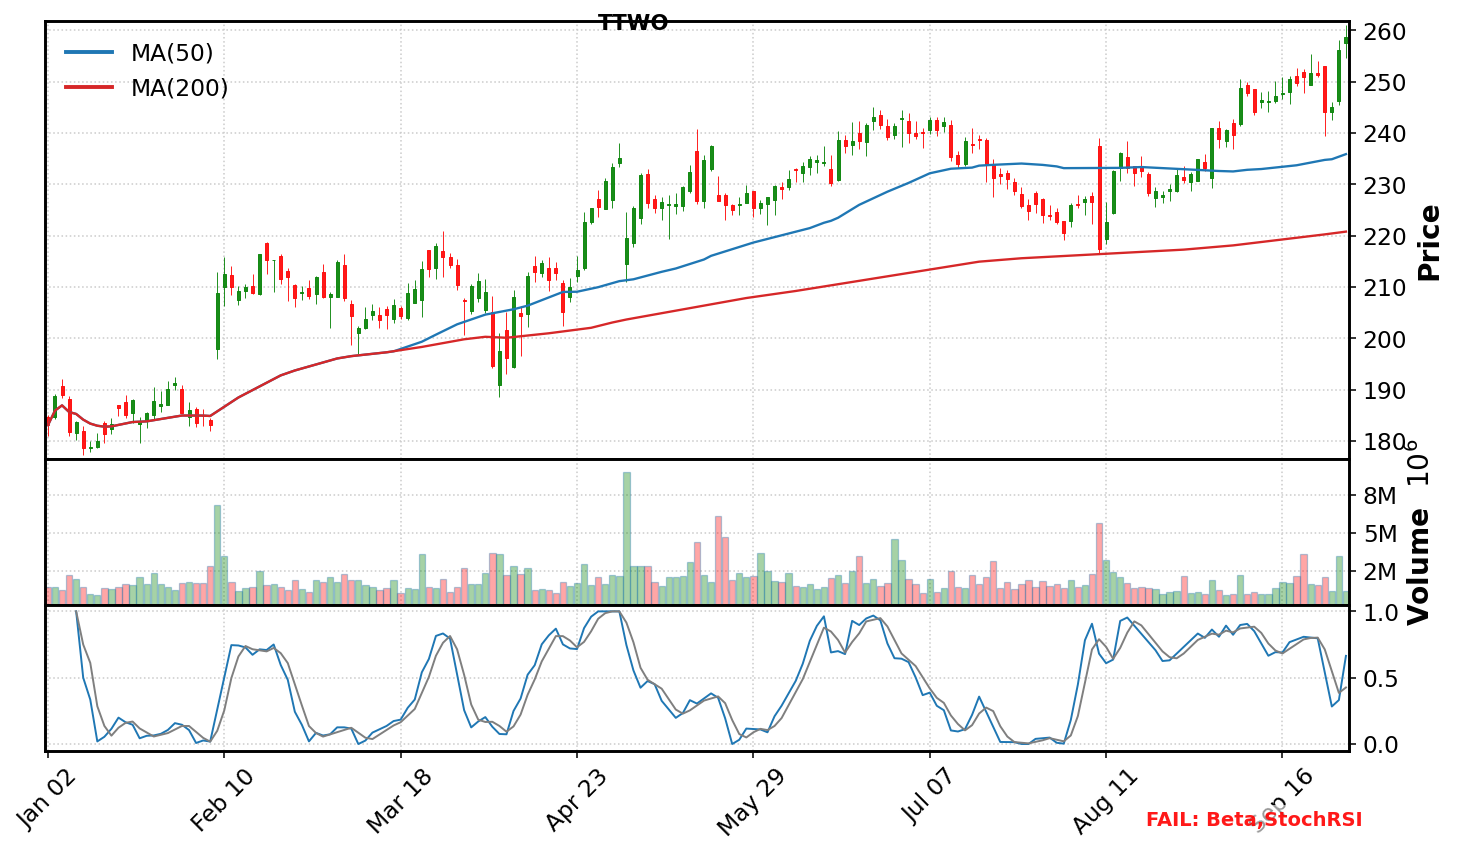 TTWO
MA(50)
MA(200)
260
250
240
230
220
210
200
190
180
Price
10^6
8M
5M
2M
Volume
1.0
0.5
0.0
Jan 02
Feb 10
Mar 18
Apr 23
May 29
Jul 07
Aug 11
Sep 16
FAIL: Beta,StochRSI